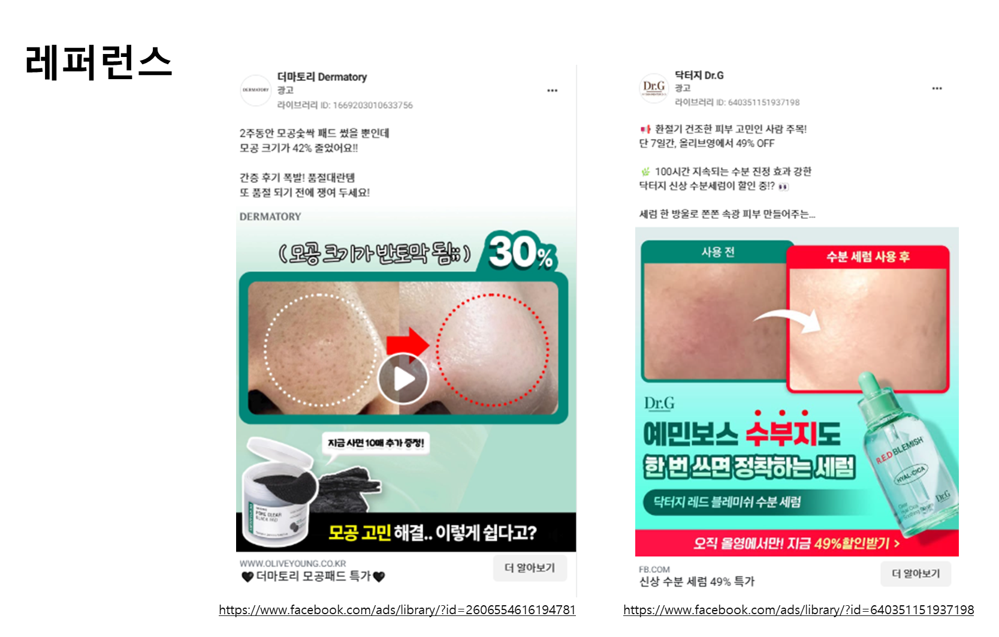 레퍼런스
더마토리 Dermatory
광고
라이브러리 ID: 1669203010633756
2주동안 모공숯싹 패드 썼을 뿐인데
모공 크기가 42% 줄었어요!!
간증 후기 폭발! 품절대란템
또 품절 되기 전에 쟁여 두세요!
DERMATORY
( 모공 크기가 반토막 됨;; )
30%
지금 사면 10매 추가 증정!
PORE CLEAR
BLACK PAD
모공 고민 해결.. 이렇게 쉽다고?
WWW.OLIVEYOUNG.CO.KR
🖤더마토리 모공패드 특가🖤
더 알아보기
https://www.facebook.com/ads/library/?id=2606554616194781
Dr.G
닥터지 Dr.G
광고
라이브러리 ID: 640351151937198
환절기 건조한 피부 고민인 사람 주목!
단 7일간, 올리브영에서 49% OFF
🌿 100시간 지속되는 수분 진정 효과 강한
닥터지 신상 수분세럼이 할인 중!? 👀
세럼 한 방울로 쫀쫀 속광 피부 만들어주는...
사용 전
수분 세럼 사용 후
Dr.G
예민보스 수부지도
한 번 쓰면 정착하는 세럼
닥터지 레드 블레미쉬 수분 세럼
R.E.D BLEMISH
HYAL-CICA
Dr.G
오직 올영에서만! 지금 49%할인받기 >
FB.COM
신상 수분 세럼 49% 특가
더 알아보기
https://www.facebook.com/ads/library/?id=640351151937198